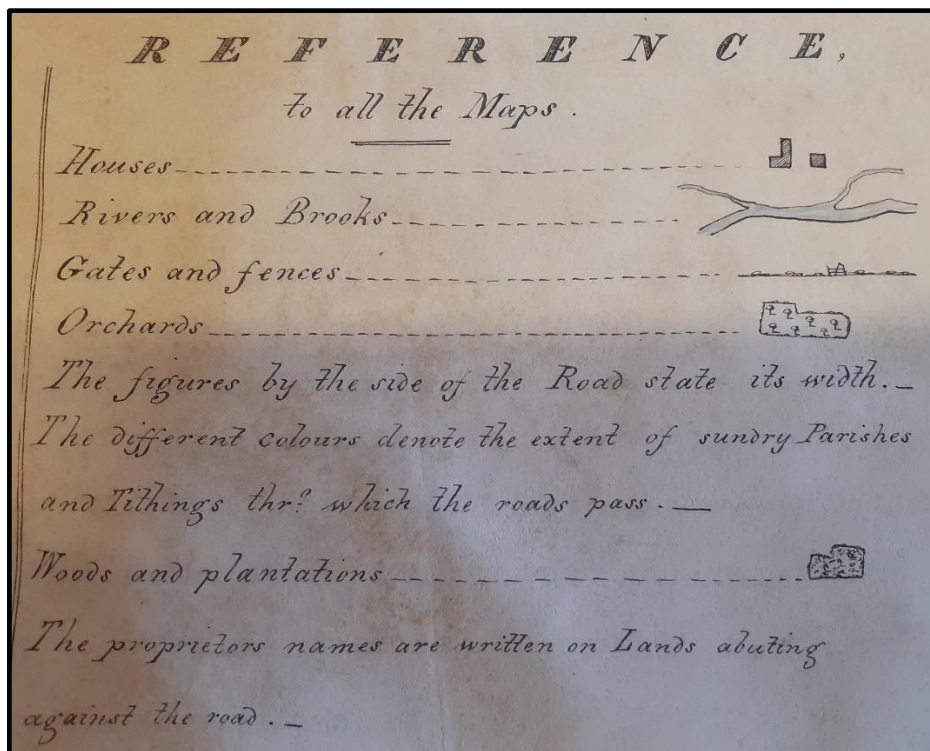 REFERENCE,
to all the Maps.
Houses
Rivers and Brooks
Gates and fences
Orchards
The figures by the side of the Road state its width. _
The different colours denote the extent of sundry Parishes
and Tithings thro which the roads pass. _
Woods and plantations
The proprietors names are written on Lands abuting
against the road. _